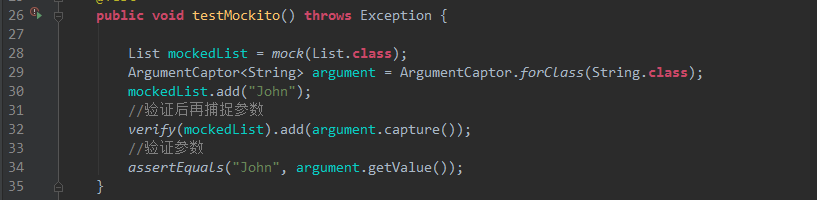 26 public void testMockito() throws Exception {
27
28 List mockedList = mock(List.class);
29 ArgumentCaptor<String> argument = ArgumentCaptor.forClass(String.class);
30 mockedList.add("John");
31 //验证后再捕捉参数
32 verify(mockedList).add(argument.capture());
33 //验证参数
34 assertEquals("John", argument.getValue());
35 }